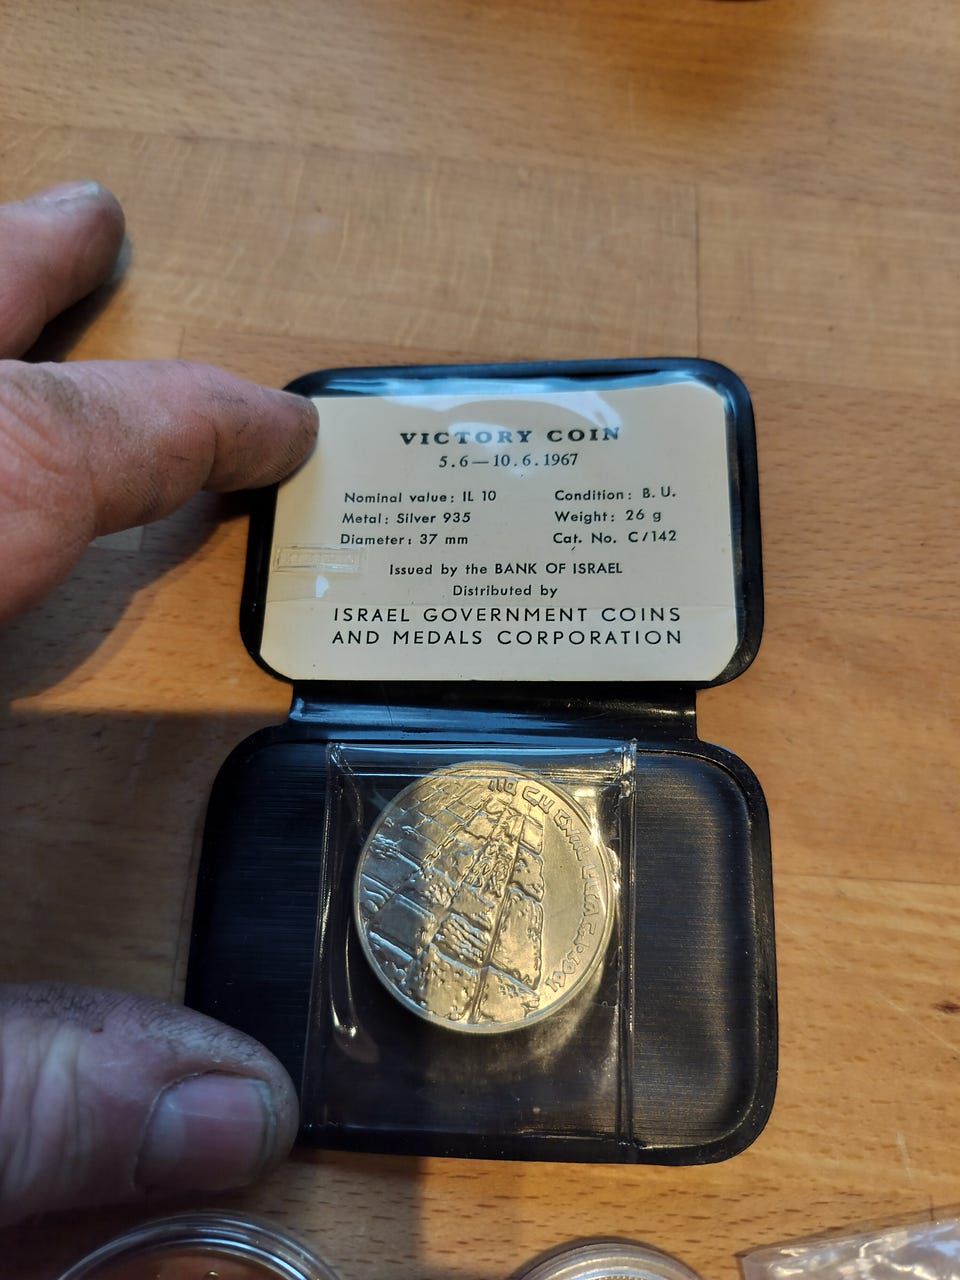 VICTORY COIN
5.6—10.6.1967
Nominal value: IL 10
Condition: B. U.
Metal: Silver 935
Weight: 26 g
Diameter: 37 mm
Cat. No. C/142
Issued by the BANK OF ISRAEL
Distributed by
ISRAEL GOVERNMENT COINS
AND MEDALS CORPORATION